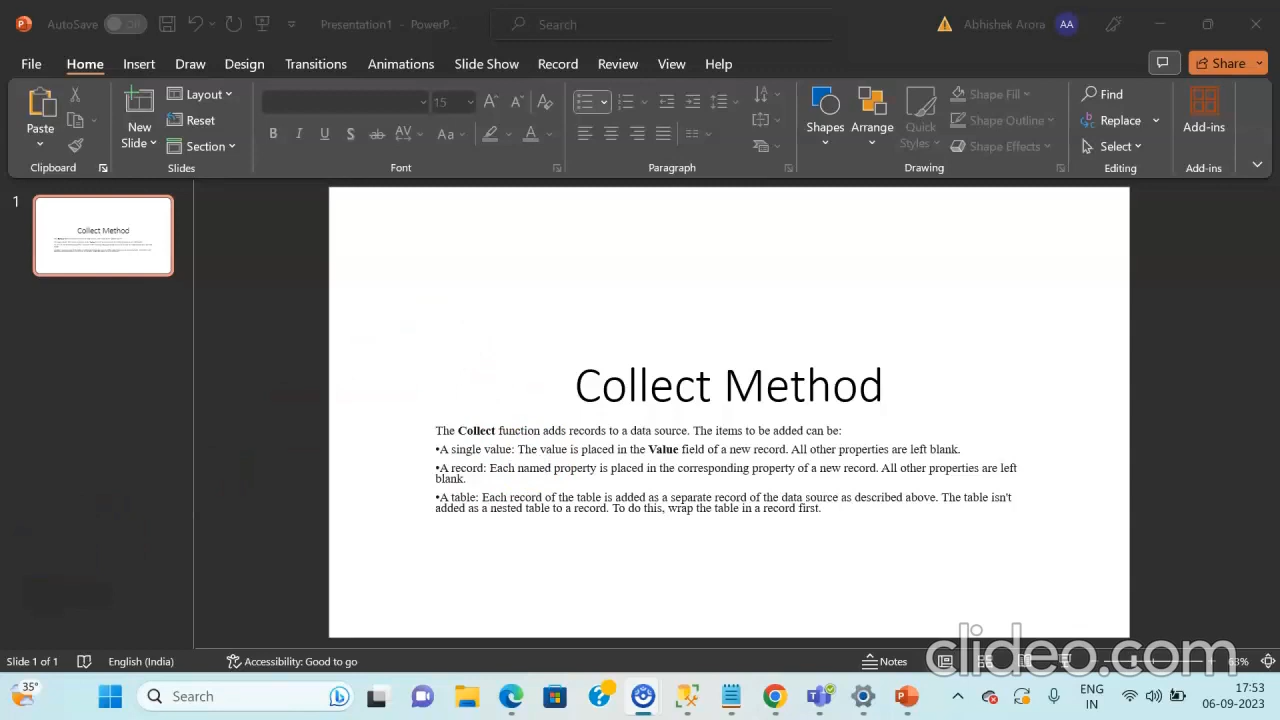 AutoSave Off Presentation1 - PowerP... Search Abhishek Arora AA
File Home Insert Draw Design Transitions Animations Slide Show Record Review View Help Share
Paste
New
Slide
Layout
Reset
Section
15
B I U S ab AV Aa A
Shapes
Arrange
Quick
Styles
Shape Fill
Shape Outline
Shape Effects
Find
Replace
Select
Add-ins
Clipboard Slides Font Paragraph Drawing Editing Add-ins
1
Collect Method
Collect Method
The Collect function adds records to a data source. The items to be added can be:
•A single value: The value is placed in the Value field of a new record. All other properties are left blank.
•A record: Each named property is placed in the corresponding property of a new record. All other properties are left
blank.
•A table: Each record of the table is added as a separate record of the data source as described above. The table isn't
added as a nested table to a record. To do this, wrap the table in a record first.
clideo.com
Slide 1 of 1 English (India) Accessibility: Good to go Notes 63%
35°
Search
ENG
IN
17:53
06-09-2023